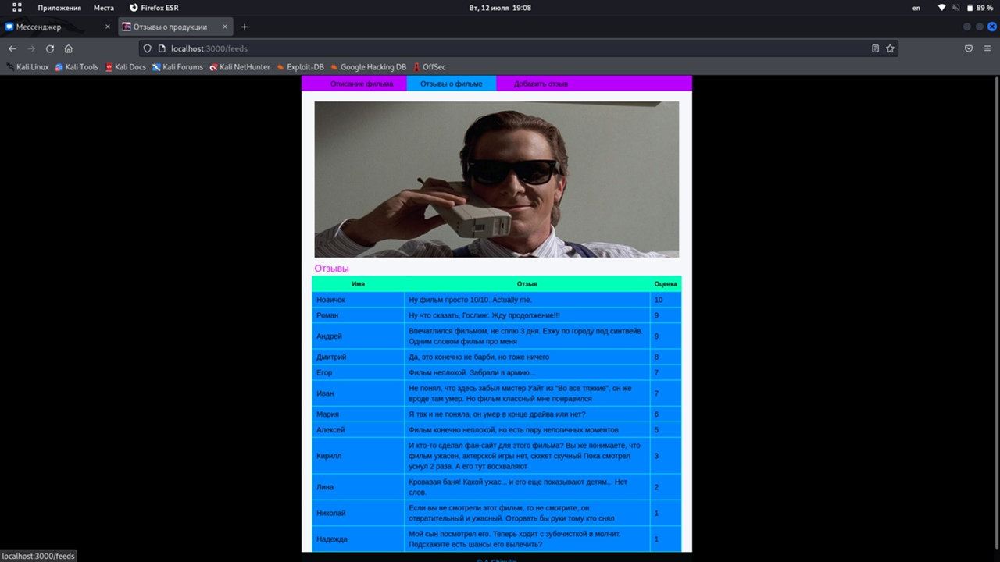 Приложения Места Firefox ESR Вт, 12 июля 19:08 en 89 %
Мессенджер Отзывы о продукции
localhost:3000/feeds
Kali Linux Kali Tools Kali Docs Kali Forums Kali NetHunter Exploit-DB Google Hacking DB OffSec
Описание фильма Отзывы о фильме Добавить отзыв
Отзывы
Имя Отзыв Оценка
Новичок Ну фильм просто 10/10. Actually me. 10
Роман Ну что сказать, Гослинг. Жду продолжение!!! 9
Андрей Впечатлился фильмом, не сплю 3 дня. Езжу по городу под синтвейв. 9
Одним словом фильм про меня
Дмитрий Да, это конечно не барби, но тоже ничего 8
Егор Фильм неплохой. Забрали в армию... 7
Иван Не понял, что здесь забыл мистер Уайт из "Во все тяжкие", он же 7
вроде там умер. Но фильм классный мне понравился
Мария Я так и не поняла, он умер в конце драйва или нет? 6
Алексей Фильм конечно неплохой, но есть пару нелогичных моментов 5
Кирилл И кто-то сделал фан-сайт для этого фильма? Вы же понимаете, что 3
фильм ужасен, актерской игры нет, сюжет скучный Пока смотрел
уснул 2 раза. А его тут восхваляют
Лина Кровавая баня! Какой ужас... и его еще показывают детям... Нет 2
слов.
Николай Если вы не смотрели этот фильм, то не смотрите, он 1
отвратительный и ужасный. Оторвать бы руки тому кто снял
Надежда Мой сын посмотрел его. Теперь ходит с зубочисткой и молчит. 1
Подскажите есть шансы его вылечить?
localhost:3000/feeds